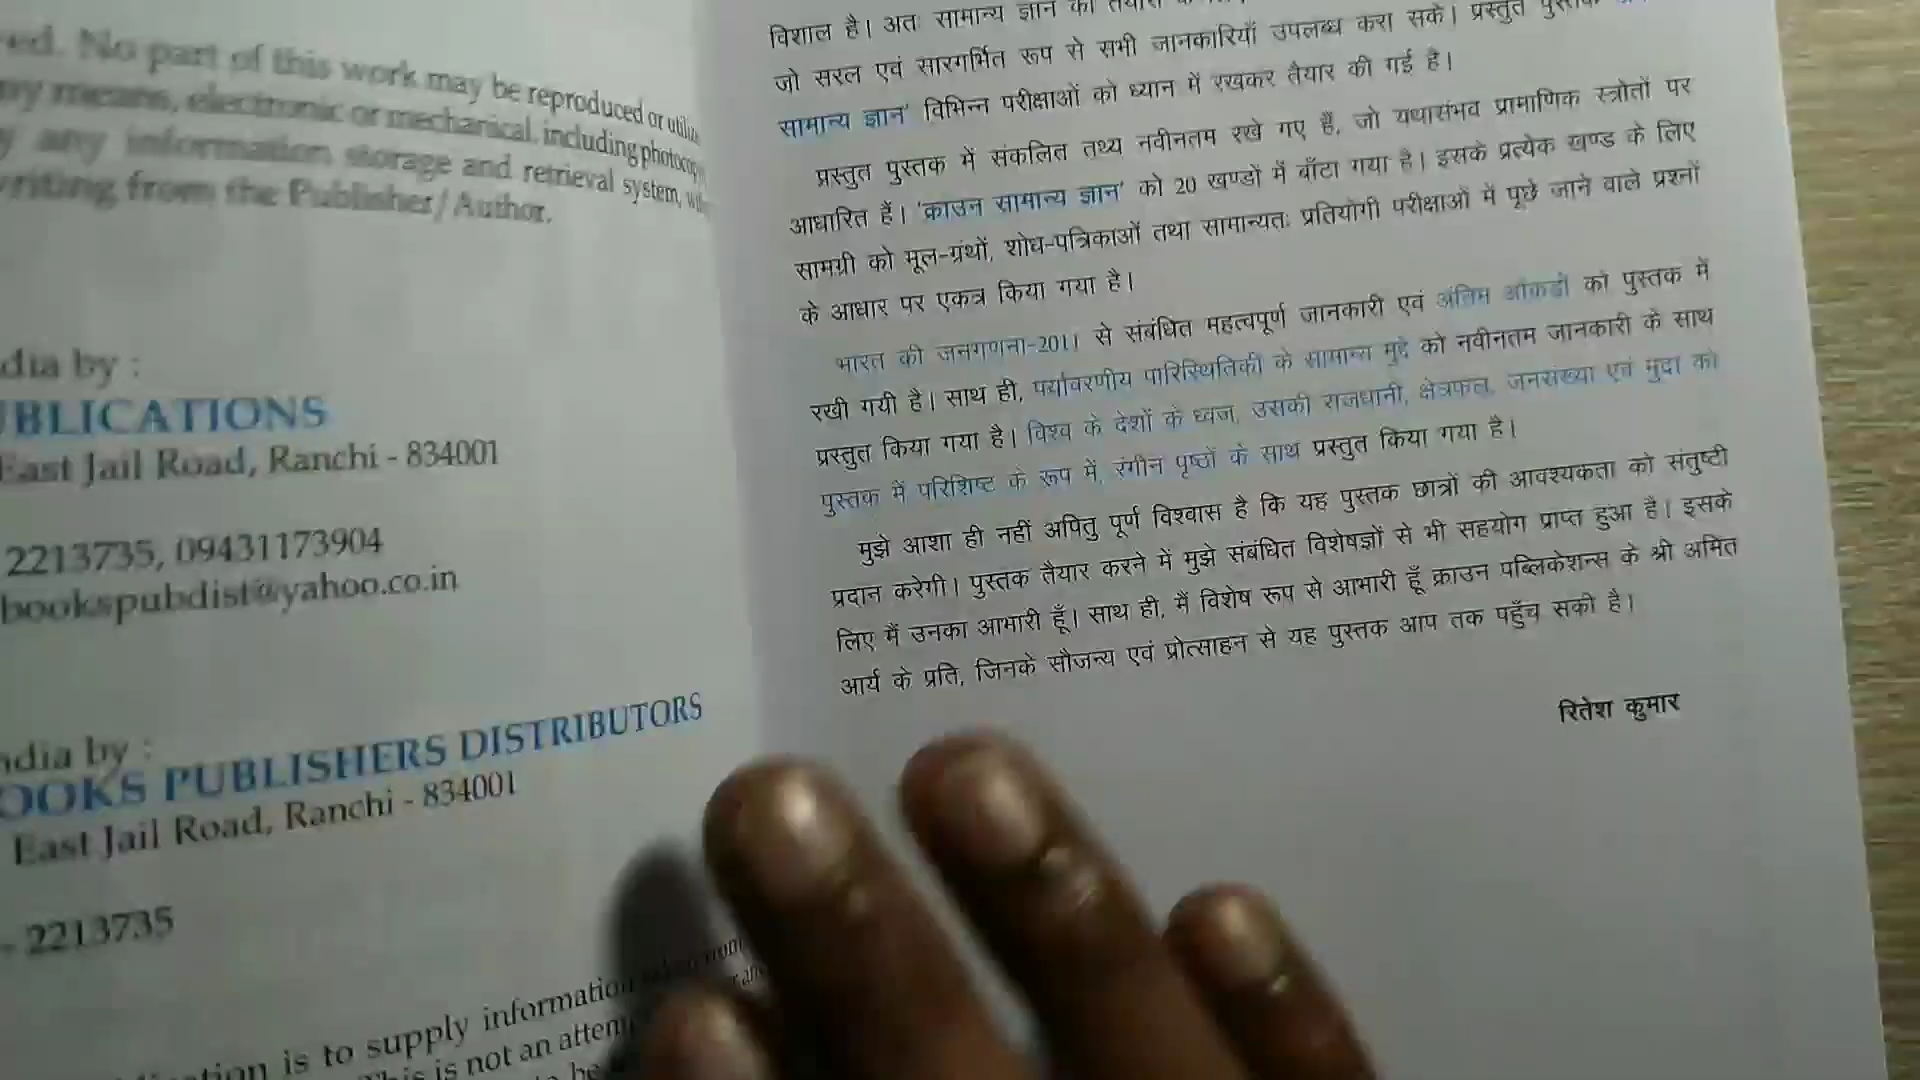 ed. No part of this work may be reproduced or
any means, electronic or mechanical, including
any information storage and retrieval system,
writing from the Publisher/Author.
dia by :
UBLICATIONS
East Jail Road, Ranchi - 834001
2213735, 09431173904
bookspubdist@yahoo.co.in
ndia by :
OOKS PUBLISHERS DISTRIBUTORS
East Jail Road, Ranchi - 834001
- 2213735
is to supply information
This is not an
विशाल है। अतः सामान्य ज्ञान की तैयारी
जो सरल एवं सारगर्भित रूप से सभी जानकारियाँ उपलब्ध करा सके। प्रस्तुत
सामान्य ज्ञान' विभिन्न परीक्षाओं को ध्यान में रखकर तैयार की गई है।
प्रस्तुत पुस्तक में संकलित तथ्य नवीनतम रखे गए हैं, जो यथासंभव प्रामाणिक स्त्रोतों पर
आधारित हैं। 'क्राउन सामान्य ज्ञान' को 20 खण्डों में बाँटा गया है। इसके प्रत्येक खण्ड के लिए
सामग्री को मूल-ग्रंथों, शोध-पत्रिकाओं तथा सामान्यतः प्रतियोगी परीक्षाओं में पूछे जाने वाले प्रश्नों
के आधार पर एकत्र किया गया है।
भारत की जनगणना-2011 से संबंधित महत्वपूर्ण जानकारी एवं अंतिम आँकड़ों को पुस्तक में
रखी गयी है। साथ ही, पर्यावरणीय पारिस्थितिकी के सामान्य मुद्दे को नवीनतम जानकारी के साथ
प्रस्तुत किया गया है। विश्व के देशों के ध्वज, उसकी राजधानी, क्षेत्रफल, जनसंख्या एवं मुद्रा को
पुस्तक में परिशिष्ट के रूप में, रंगीन पृष्ठों के साथ प्रस्तुत किया गया है।
मुझे आशा ही नहीं अपितु पूर्ण विश्वास है कि यह पुस्तक छात्रों की आवश्यकता को संतुष्टी
प्रदान करेगी। पुस्तक तैयार करने में मुझे संबंधित विशेषज्ञों से भी सहयोग प्राप्त हुआ है। इसके
लिए मैं उनका आभारी हूँ। साथ ही, मैं विशेष रूप से आभारी हूँ क्राउन पब्लिकेशन्स के श्री अमित
आर्य के प्रति, जिनके सौजन्य एवं प्रोत्साहन से यह पुस्तक आप तक पहुँच सकी है।
रितेश कुमार